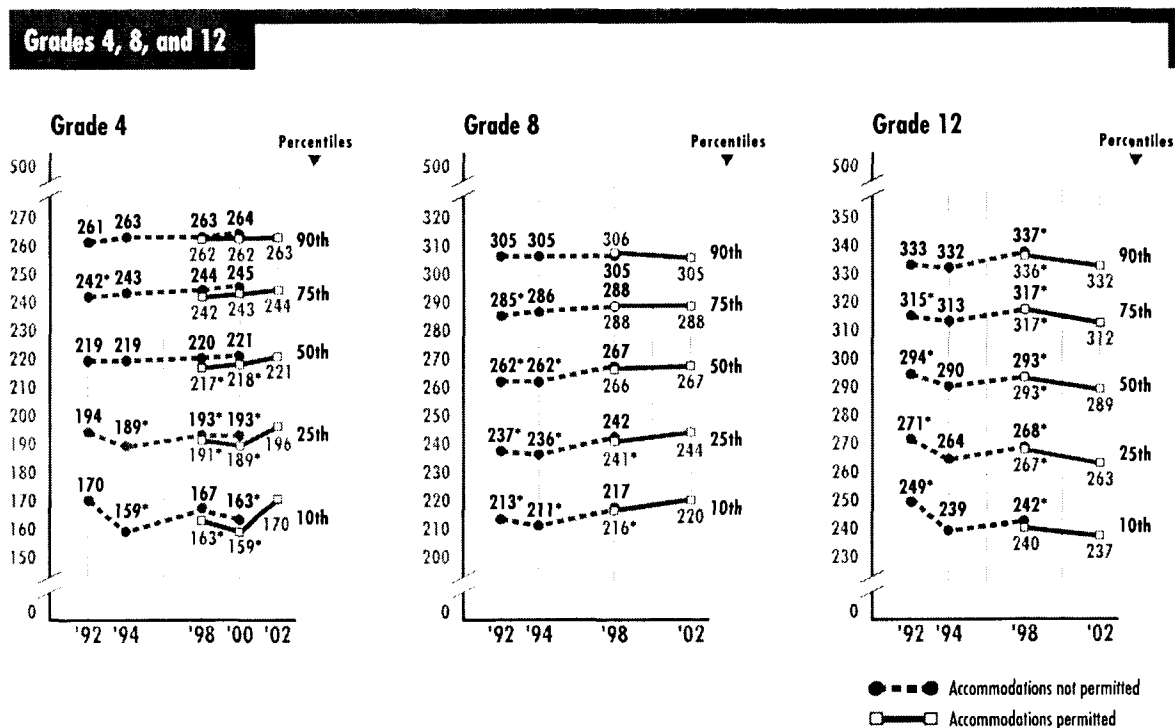 Grades 4, 8, and 12
Grade 4
Percentiles
500
270
260
250
240
230
220
210
200
190
180
170
160
150
0
261 263 263 264
262 262 263
90th
242* 243 244 245
242 243 244
75th
219 219 220 221
217* 218* 221
50th
194 189* 193* 193*
191* 189* 196
25th
170 159* 167 163*
163* 159* 170
10th
'92 '94 '98 '00 '02
Grade 8
Percentiles
500
320
310
300
290
280
270
260
250
240
230
220
210
200
0
305 305 306
305 305
90th
285* 286 288
288 288
75th
262* 262* 267
266 267
50th
237* 236* 242
241* 244
25th
213* 211* 217
216* 220
10th
'92 '94 '98 '02
Grade 12
Percentiles
500
350
340
330
320
310
300
290
280
270
260
250
240
230
0
333 332 337*
336* 332
90th
315* 313 317*
317* 312
75th
294* 290 293*
293* 289
50th
271* 264 268*
267* 263
25th
249* 239 242*
240 237
10th
'92 '94 '98 '02
Accommodations not permitted
Accommodations permitted